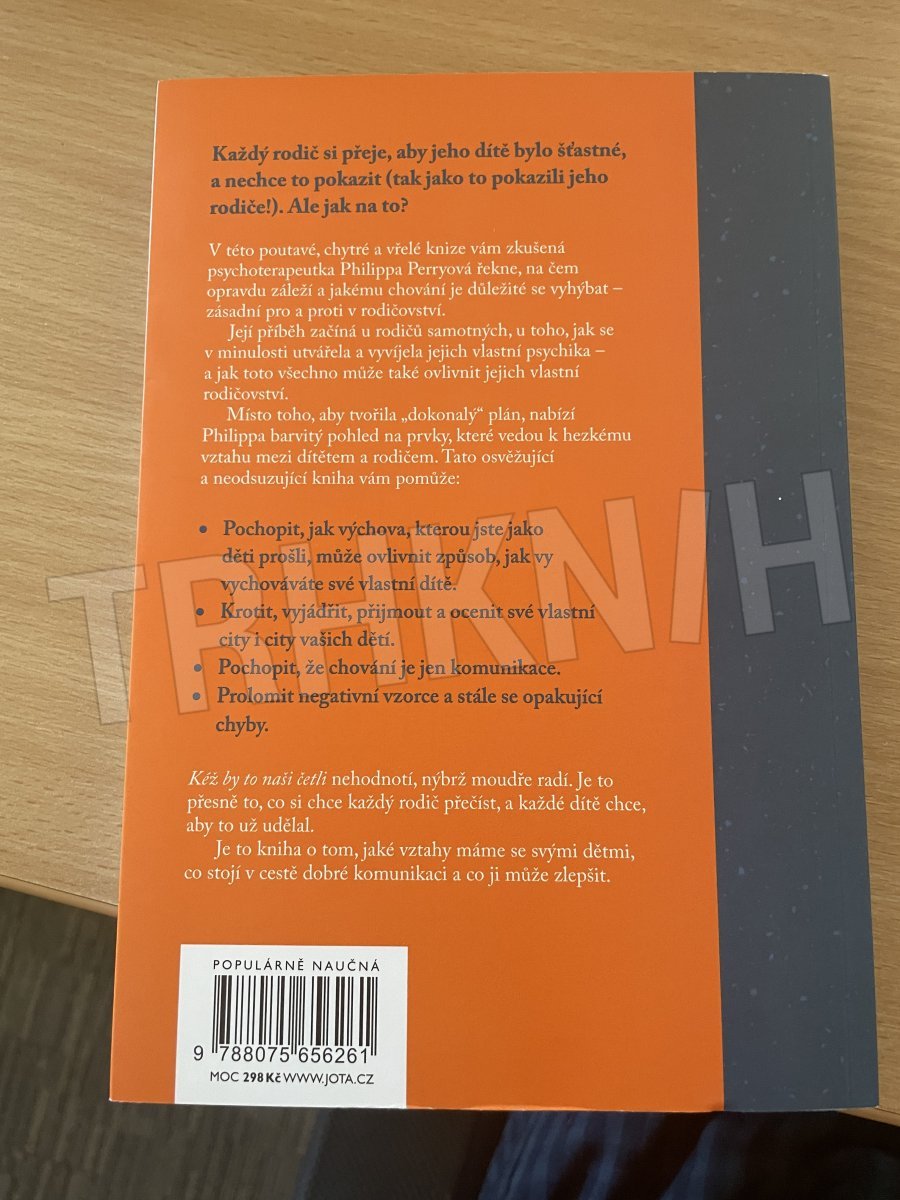 Každý rodič si přeje, aby jeho dítě bylo šťastné,
a nechce to pokazit (tak jako to pokazili jeho
rodiče!). Ale jak na to?
V této poutavé, chytré a vřelé knize vám zkušená
psychoterapeutka Philippa Perryová řekne, na čem
opravdu záleží a jakému chování je důležité se vyhýbat –
zásadní pro a proti v rodičovství.
Její příběh začíná u rodičů samotných, u toho, jak se
v minulosti utvářela a vyvíjela jejich vlastní psychika –
a jak toto všechno může také ovlivnit jejich vlastní
rodičovství.
Místo toho, aby tvořila „dokonalý“ plán, nabízí
Philippa barvitý pohled na prvky, které vedou k hezkému
vztahu mezi dítětem a rodičem. Tato osvěžující
a neodsuzující kniha vám pomůže:
• Pochopit, jak výchova, kterou jste jako
děti prošli, může ovlivnit způsob, jak vy
vychováváte své vlastní dítě.
• Krotit, vyjádřit, přijmout a ocenit své vlastní
city i city vašich dětí.
• Pochopit, že chování je jen komunikace.
• Prolomit negativní vzorce a stále se opakující
chyby.
TRHKNIH
Kéž by to naši četli nehodnotí, nýbrž moudře radí. Je to
přesně to, co si chce každý rodič přečíst, a každé dítě chce,
aby to už udělal.
Je to kniha o tom, jaké vztahy máme se svými dětmi,
co stojí v cestě dobré komunikaci a co ji může zlepšit.
POPULÁRNĚ NAUČNÁ
9 788075 656261
MOC 298 Kč WWW.JOTA.CZ